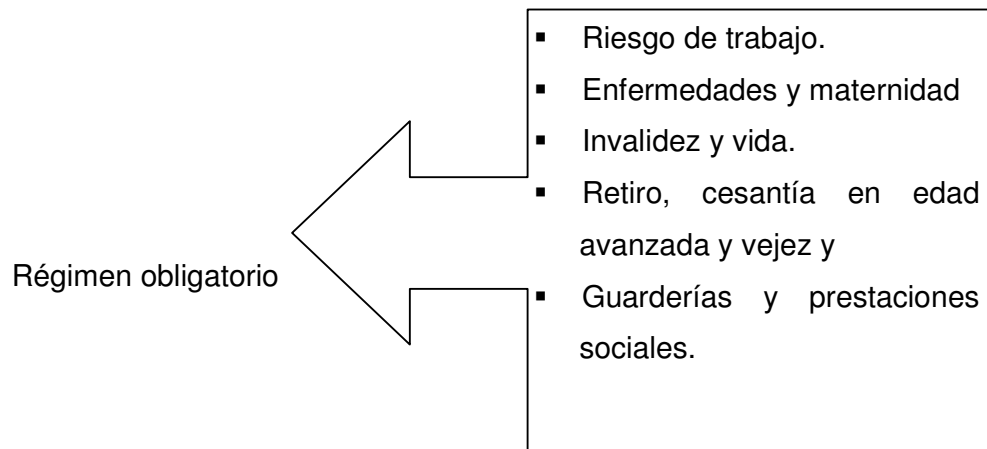 Régimen obligatorio
▪ Riesgo de trabajo.
▪ Enfermedades y maternidad
▪ Invalidez y vida.
▪ Retiro, cesantía en edad
avanzada y vejez y
▪ Guarderías y prestaciones
sociales.